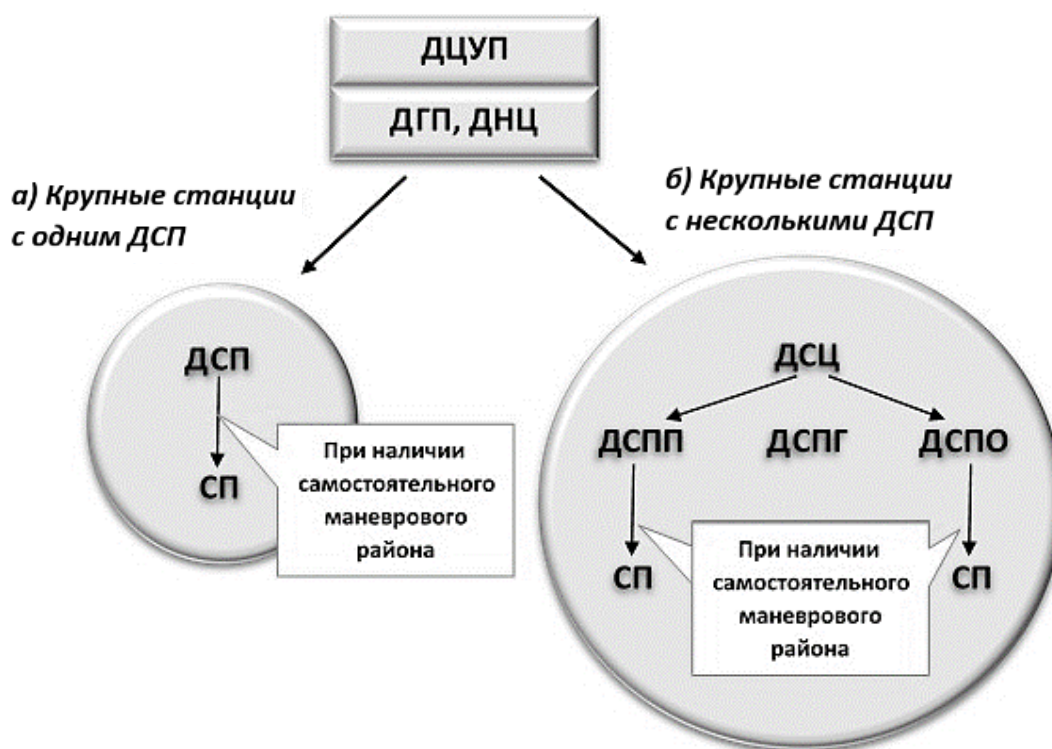 ДЦУП
ДГП, ДНЦ
а) Крупные станции
с одним ДСП
б) Крупные станции
с несколькими ДСП
ДСП
СП
При наличии
самостоятельного
маневрового
района
ДСЦ
ДСПП ДСПГ ДСПО
СП СП
При наличии
самостоятельного
маневрового
района